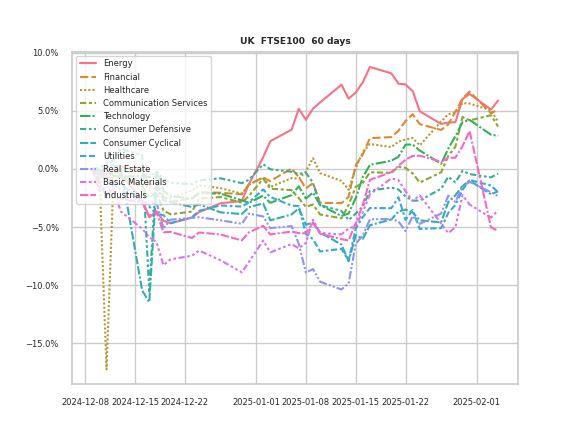 UK  FTSE100  60 days
10.0%
5.0%
0.0%
−5.0%
−10.0%
−15.0%
Energy
Financial
Healthcare
Communication Services
Technology
Consumer Defensive
Consumer Cyclical
Utilities
Real Estate
Basic Materials
Industrials
2024-12-08 2024-12-15 2024-12-22 2025-01-01 2025-01-08 2025-01-15 2025-01-22 2025-02-01